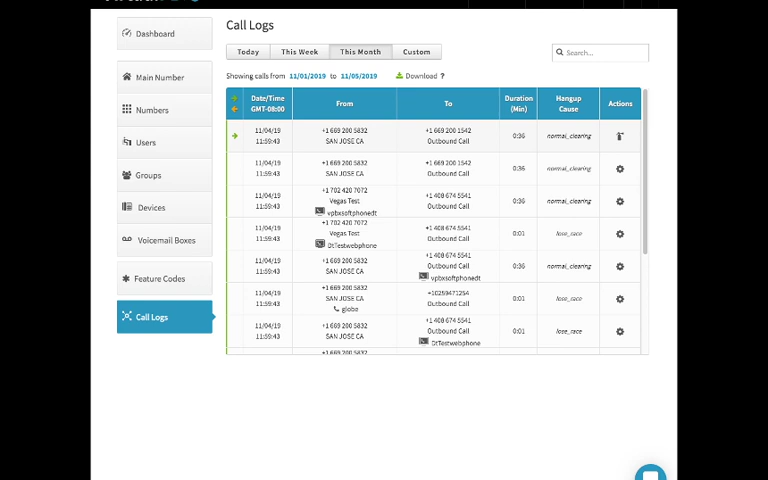 Call Logs
Dashboard
Main Number
Numbers
Users
Groups
Devices
Voicemail Boxes
Feature Codes
Call Logs
Today This Week This Month Custom
Search...
Showing calls from 11/01/2019 to 11/05/2019 Download ?
Date/Time GMT-08:00 From To Duration (Min) Hangup Cause Actions
11/04/19 +1 669 200 5832 +1 669 200 1542
11:59:43 SAN JOSE CA Outbound Call 0:36 normal_clearing
11/04/19 +1 669 200 5832 +1 669 200 1542
11:59:43 SAN JOSE CA Outbound Call 0:36 normal_clearing
11/04/19 +1 702 420 7072 +1 408 674 5541
11:59:43 Vegas Test Outbound Call 0:36 normal_clearing
vpbxsoftphonedt
11/04/19 +1 702 420 7072 +1 408 674 5541
11:59:43 Vegas Test Outbound Call 0:01 lose_race
DtTestwebphone
11/04/19 +1 669 200 5832 +1 408 674 5541
11:59:43 SAN JOSE CA Outbound Call 0:36 normal_clearing
vpbxsoftphonedt
11/04/19 +1 669 200 5832 +10259471254
11:59:43 SAN JOSE CA Outbound Call 0:01 lose_race
globo
11/04/19 +1 669 200 5832 +1 408 674 5541
11:59:43 SAN JOSE CA Outbound Call 0:01 lose_race
DtTestwebphone